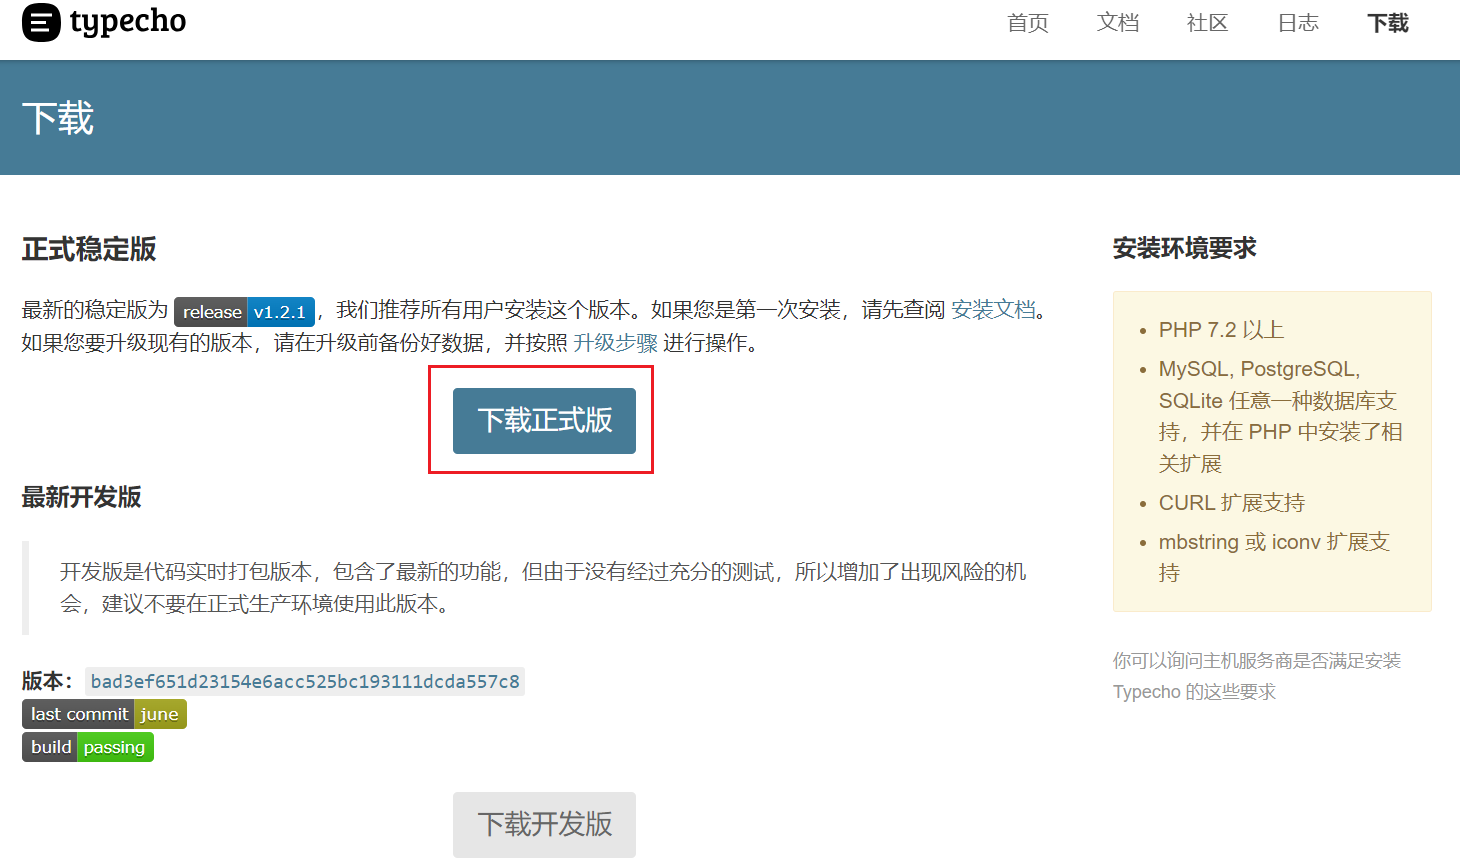 typecho
首页 文档 社区 日志 下载
下载
正式稳定版
最新的稳定版为 release v1.2.1 ，我们推荐所有用户安装这个版本。如果您是第一次安装，请先查阅 安装文档。
如果您要升级现有的版本，请在升级前备份好数据，并按照 升级步骤 进行操作。
下载正式版
最新开发版
开发版是代码实时打包版本，包含了最新的功能，但由于没有经过充分的测试，所以增加了出现风险的机
会，建议不要在正式生产环境使用此版本。
版本： bad3ef651d23154e6acc525bc193111dcda557c8
last commit june
build passing
下载开发版
安装环境要求
PHP 7.2 以上
MySQL, PostgreSQL,
SQLite 任意一种数据库支
持，并在 PHP 中安装了相
关扩展
CURL 扩展支持
mbstring 或 iconv 扩展支
持
你可以询问主机服务商是否满足安装
Typecho 的这些要求